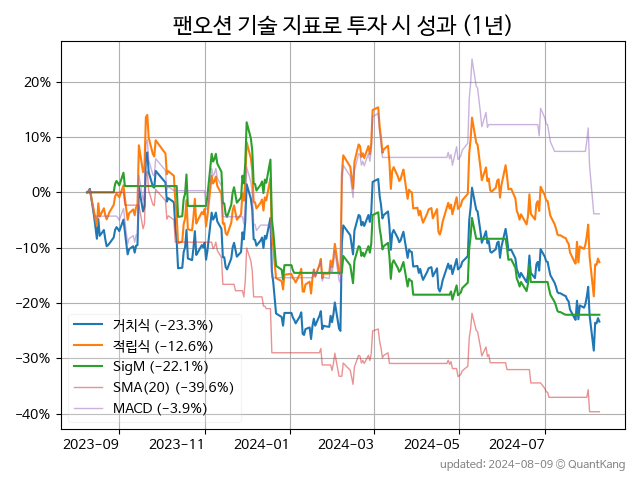 팬오션 기술 지표로 투자 시 성과 (1년)
20%
10%
0%
−10%
−20%
−30%
−40%
거치식 (−23.3%)
적립식 (−12.6%)
SigM (−22.1%)
SMA(20) (−39.6%)
MACD (−3.9%)
2023-09 2023-11 2024-01 2024-03 2024-05 2024-07
updated: 2024-08-09 © QuantKang